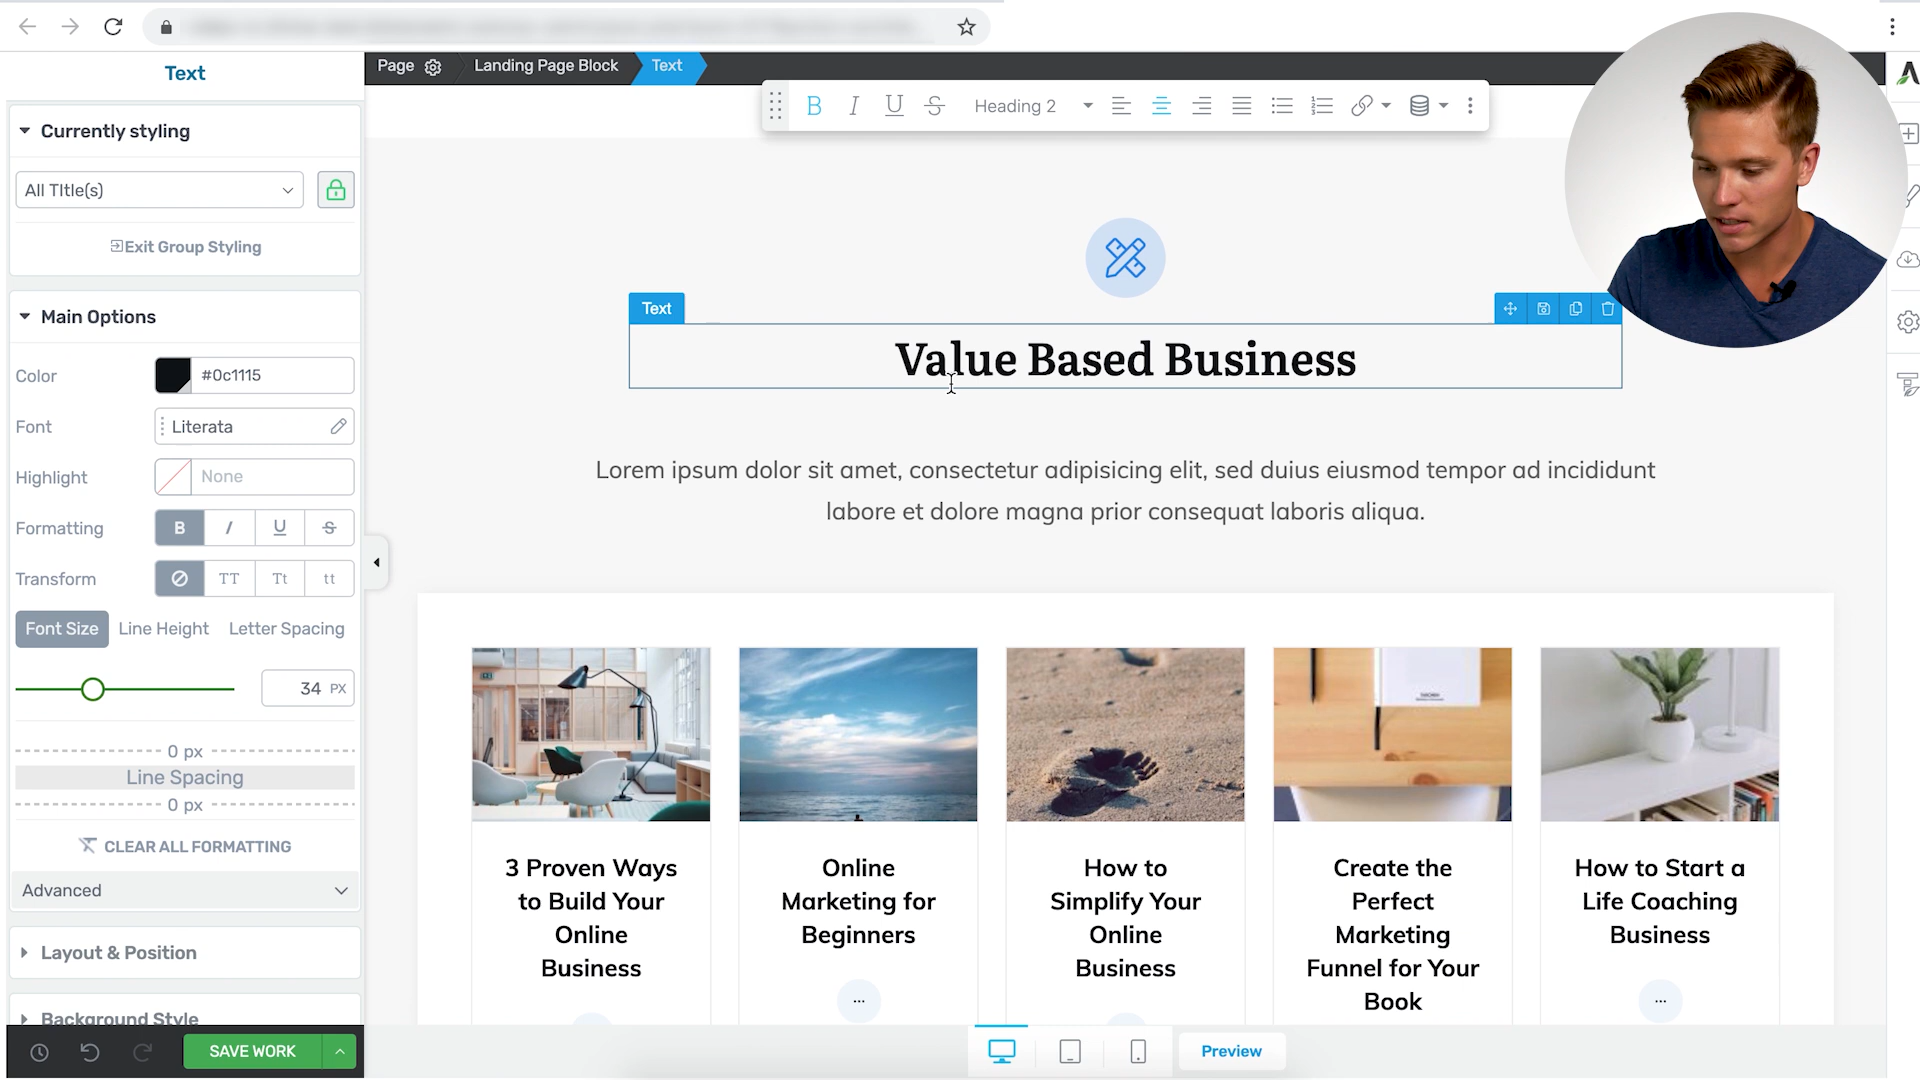 Text
Page
Landing Page Block
Text
Currently styling
All TItle(s)
Exit Group Styling
Main Options
Color
#0c1115
Font
Literata
Highlight
None
Formatting
B I U S
Transform
TT Tt tt
Font Size
Line Height
Letter Spacing
34 PX
0 px
Line Spacing
0 px
CLEAR ALL FORMATTING
Advanced
Layout & Position
Background Style
SAVE WORK
B I U S
Heading 2
Text
Value Based Business
Lorem ipsum dolor sit amet, consectetur adipisicing elit, sed duius eiusmod tempor ad incididunt
labore et dolore magna prior consequat laboris aliqua.
3 Proven Ways
to Build Your
Online
Business
Online
Marketing for
Beginners
...
How to
Simplify Your
Online
Business
Create the
Perfect
Marketing
Funnel for Your
Book
How to Start a
Life Coaching
Business
...
Preview